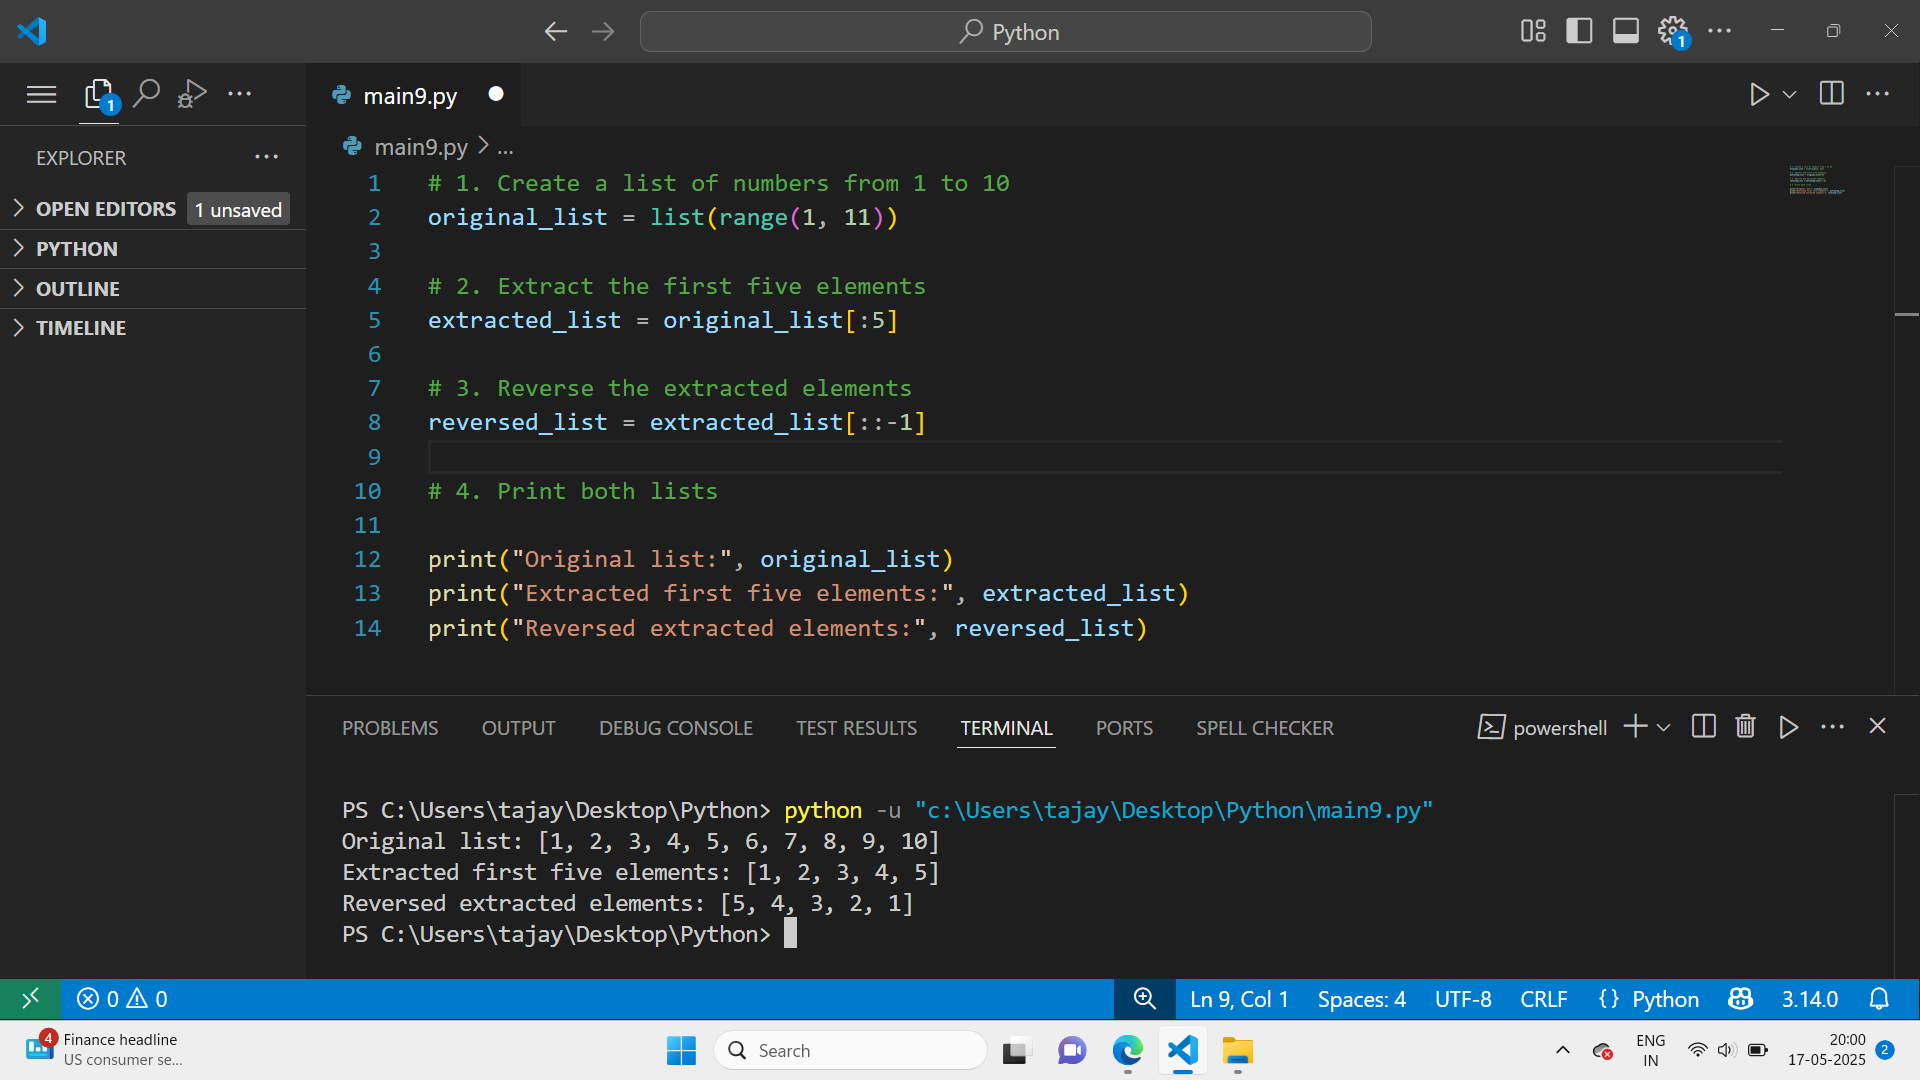 Python
1
1
main9.py
main9.py > ...
EXPLORER
OPEN EDITORS 1 unsaved
PYTHON
OUTLINE
TIMELINE
1 # 1. Create a list of numbers from 1 to 10
2 original_list = list(range(1, 11))
3
4 # 2. Extract the first five elements
5 extracted_list = original_list[:5]
6
7 # 3. Reverse the extracted elements
8 reversed_list = extracted_list[::-1]
9
10 # 4. Print both lists
11
12 print("Original list:", original_list)
13 print("Extracted first five elements:", extracted_list)
14 print("Reversed extracted elements:", reversed_list)
PROBLEMS OUTPUT DEBUG CONSOLE TEST RESULTS TERMINAL PORTS SPELL CHECKER powershell
PS C:\Users\tajay\Desktop\Python> python -u "c:\Users\tajay\Desktop\Python\main9.py"
Original list: [1, 2, 3, 4, 5, 6, 7, 8, 9, 10]
Extracted first five elements: [1, 2, 3, 4, 5]
Reversed extracted elements: [5, 4, 3, 2, 1]
PS C:\Users\tajay\Desktop\Python>
0 0 Ln 9, Col 1 Spaces: 4 UTF-8 CRLF {} Python 3.14.0
4 Finance headline
US consumer se...
Search
ENG
IN
20:00
17-05-2025
2